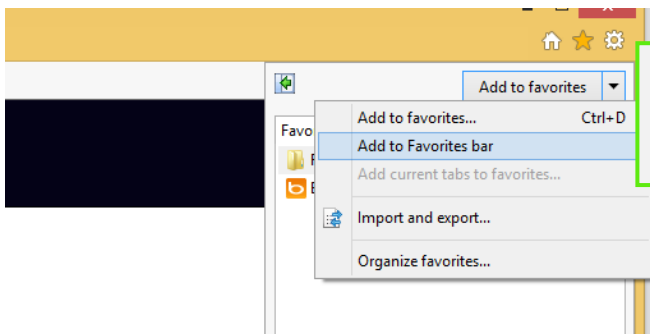 Add to favorites
Favo
Add to favorites... Ctrl+D
Add to Favorites bar
Add current tabs to favorites...
Import and export...
Organize favorites...